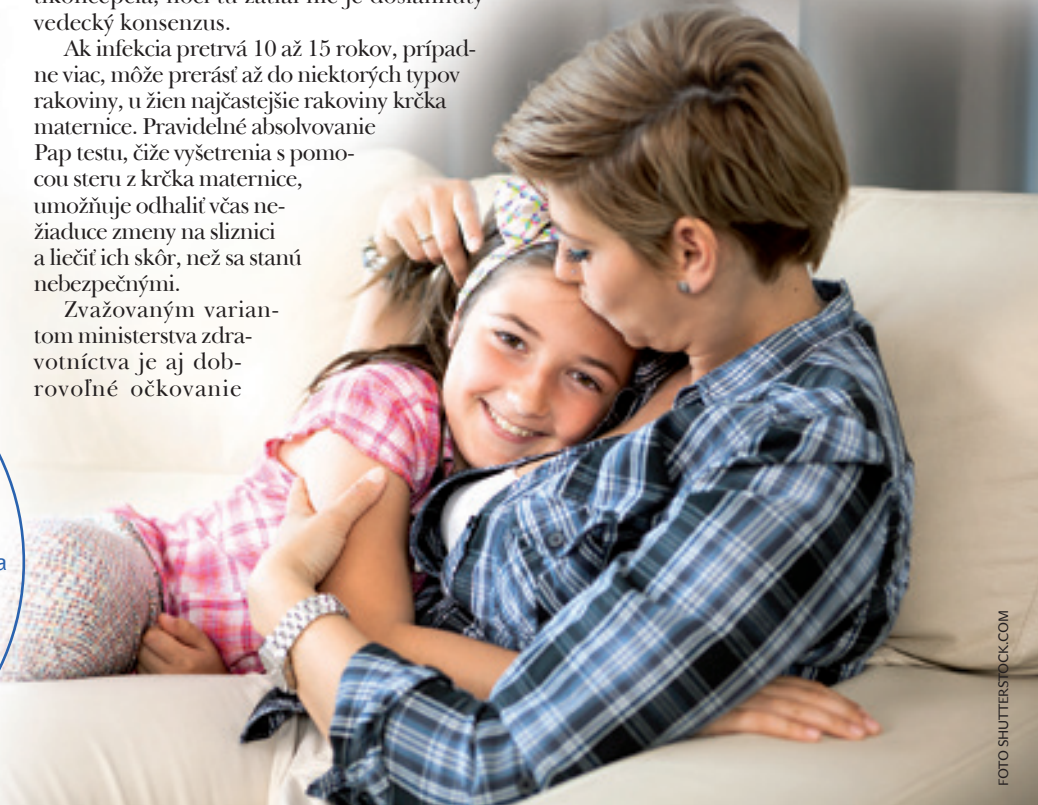 vedecký konsenzus.
Ak infekcia pretrvá 10 až 15 rokov, prípad-
ne viac, môže prerásť až do niektorých typov
rakoviny, u žien najčastejšie rakoviny krčka
maternice. Pravidelné absolvovanie
Pap testu, čiže vyšetrenia s pomo-
cou steru z krčka maternice,
umožňuje odhaliť včas ne-
žiaduce zmeny na sliznici
a liečiť ich skôr, než sa stanú
nebezpečnými.
Zvažovaným varian-
tom ministerstva zdra-
votníctva je aj dob-
rovoľné očkovanie
a
FOTO SHUTTERSTOCK.COM